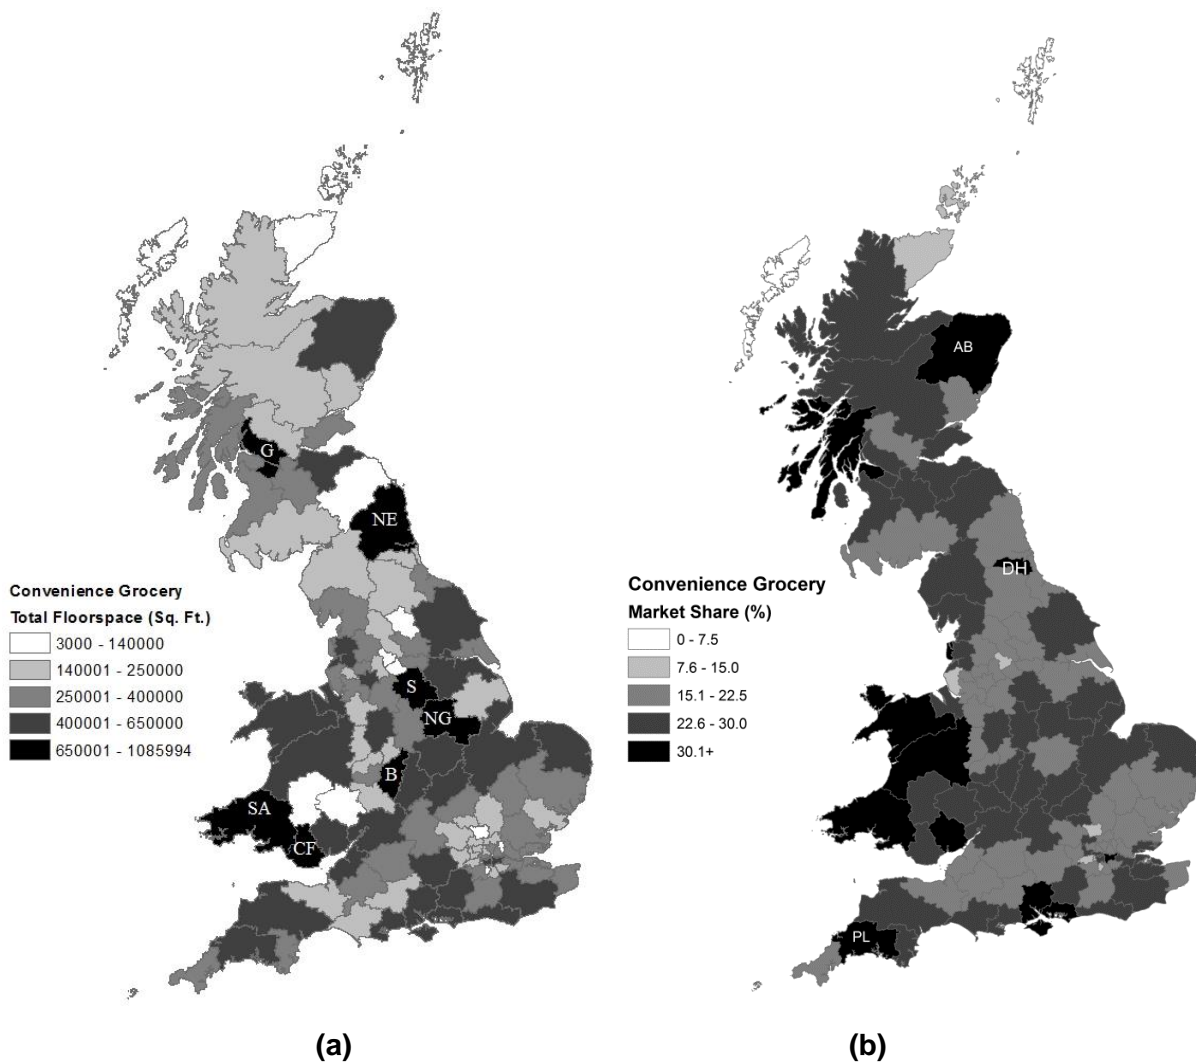 G
NE
S
NG
B
SA
CF
Convenience Grocery
Total Floorspace (Sq. Ft.)
3000 - 140000
140001 - 250000
250001 - 400000
400001 - 650000
650001 - 1085994
(a)
AB
DH
PL
Convenience Grocery
Market Share (%)
0 - 7.5
7.6 - 15.0
15.1 - 22.5
22.6 - 30.0
30.1+
(b)